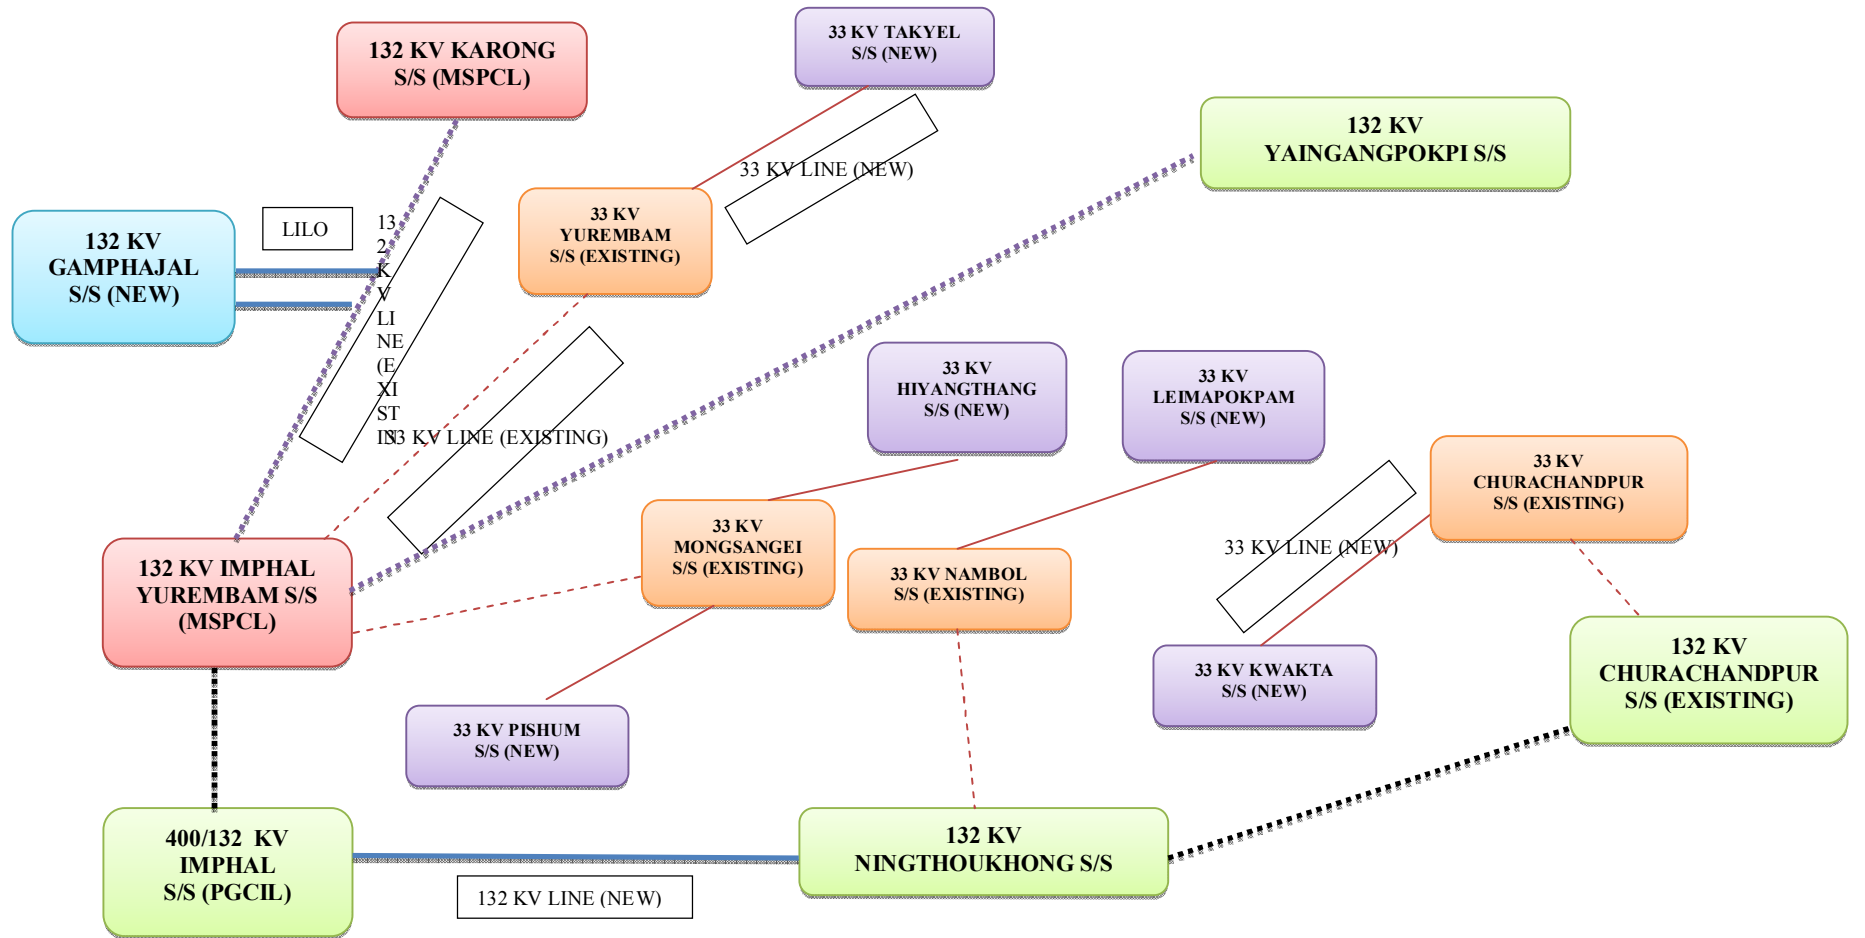 132 KV KARONG
S/S (MSPCL)
33 KV TAKYEL
S/S (NEW)
132 KV
YAINGANGPOKPI S/S
33 KV LINE (NEW)
33 KV
YUREMBAM
S/S (EXISTING)
LILO
132 KV
GAMPHAJAL
S/S (NEW)
13
2
K
V
LI
NE
(E
XI
ST
IN
33 KV LINE (EXISTING)
33 KV
HIYANGTHANG
S/S (NEW)
33 KV
LEIMAPOKPAM
S/S (NEW)
33 KV
CHURACHANDPUR
S/S (EXISTING)
33 KV LINE (NEW)
33 KV
MONGSANGEI
S/S (EXISTING)
33 KV NAMBOL
S/S (EXISTING)
132 KV IMPHAL
YUREMBAM S/S
(MSPCL)
33 KV KWAKTA
S/S (NEW)
132 KV
CHURACHANDPUR
S/S (EXISTING)
33 KV PISHUM
S/S (NEW)
400/132 KV
IMPHAL
S/S (PGCIL)
132 KV
NINGTHOUKHONG S/S
132 KV LINE (NEW)